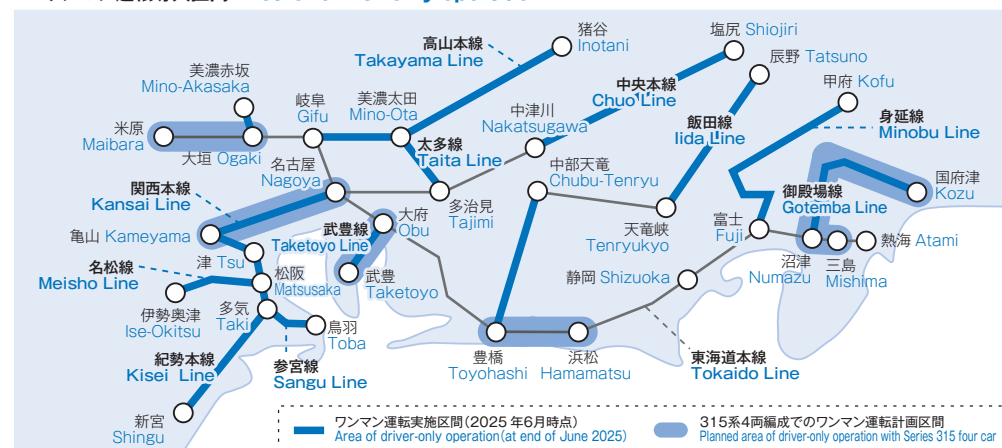 高山本線
Takayama Line
猪谷
Inotani
塩尻 Shiojiri
辰野 Tatsuno
甲府 Kofu
美濃赤坂
Mino-Akasaka
岐阜
Gifu
美濃太田
Mino-Ota
中央本線
Chuo Line
中津川
Nakatsugawa
飯田線
Iida Line
身延線
Minobu Line
米原
Maibara
大垣 Ogaki
太多線
Taita Line
名古屋
Nagoya
中部天竜
Chubu-Tenryu
御殿場線
Gotemba Line
国府津
Kozu
関西本線
Kansai Line
亀山 Kameyama
武豊線
Taketoyo Line
大府
Obu
多治見
Tajimi
天竜峡
Tenryukyo
富士
Fuji
沼津
Numazu
三島
Mishima
熱海 Atami
津 Tsu
名松線
Meisho Line
松阪
Matsusaka
武豊
Taketoyo
静岡 Shizuoka
伊勢奥津
Ise-Okitsu
多気
Taki
鳥羽
Toba
紀勢本線
Kisei Line
参宮線
Sangu Line
豊橋
Toyohashi
浜松
Hamamatsu
東海道本線
Tokaido Line
新宮
Shingu
ワンマン運転実施区間(2025年6月時点)
Area of driver-only operation(at end of June 2025)
315系4両編成でのワンマン運転計画区間
Planned area of driver-only operation with Series 315 four car